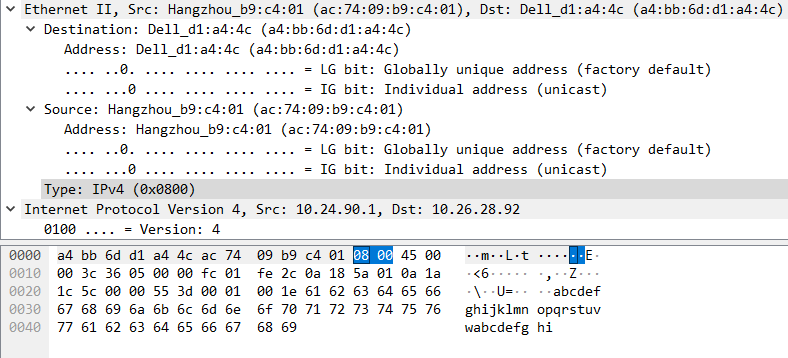 Ethernet II, Src: Hangzhou_b9:c4:01 (ac:74:09:b9:c4:01), Dst: Dell_d1:a4:4c (a4:bb:6d:d1:a4:4c)
Destination: Dell_d1:a4:4c (a4:bb:6d:d1:a4:4c)
Address: Dell_d1:a4:4c (a4:bb:6d:d1:a4:4c)
.... ..0. .... .... .... .... = LG bit: Globally unique address (factory default)
.... ...0 .... .... .... .... = IG bit: Individual address (unicast)
Source: Hangzhou_b9:c4:01 (ac:74:09:b9:c4:01)
Address: Hangzhou_b9:c4:01 (ac:74:09:b9:c4:01)
.... ..0. .... .... .... .... = LG bit: Globally unique address (factory default)
.... ...0 .... .... .... .... = IG bit: Individual address (unicast)
Type: IPv4 (0x0800)
Internet Protocol Version 4, Src: 10.24.90.1, Dst: 10.26.28.92
0100 .... = Version: 4
0000 a4 bb 6d d1 a4 4c ac 74 09 b9 c4 01 08 00 45 00 ··m··L·t ······E·
0010 00 3c 36 05 00 00 fc 01 fe 2c 0a 18 5a 01 0a 1a ·<6····· ·,··Z···
0020 1c 5c 00 00 55 3d 00 01 00 1e 61 62 63 64 65 66 ·\··U=·· ··abcdef
0030 67 68 69 6a 6b 6c 6d 6e 6f 70 71 72 73 74 75 76 ghijklmn opqrstuv
0040 77 61 62 63 64 65 66 67 68 69 wabcdefg hi